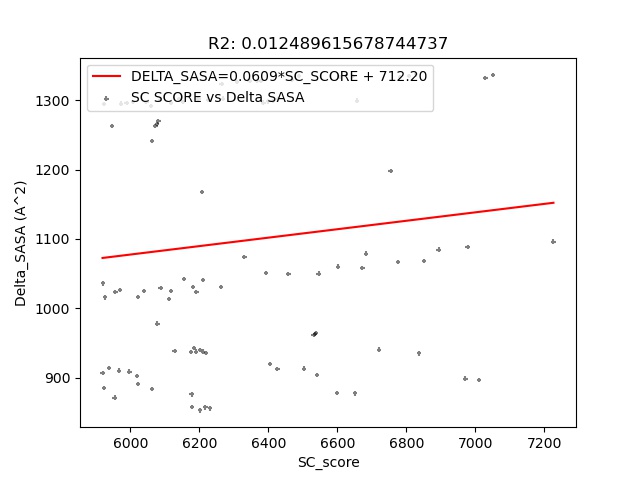 R2: 0.012489615678744737
DELTA_SASA=0.0609*SC_SCORE + 712.20
SC SCORE vs Delta SASA
Delta_SASA (A^2)
1300
1200
1100
1000
900
6000 6200 6400 6600 6800 7000 7200
SC_score